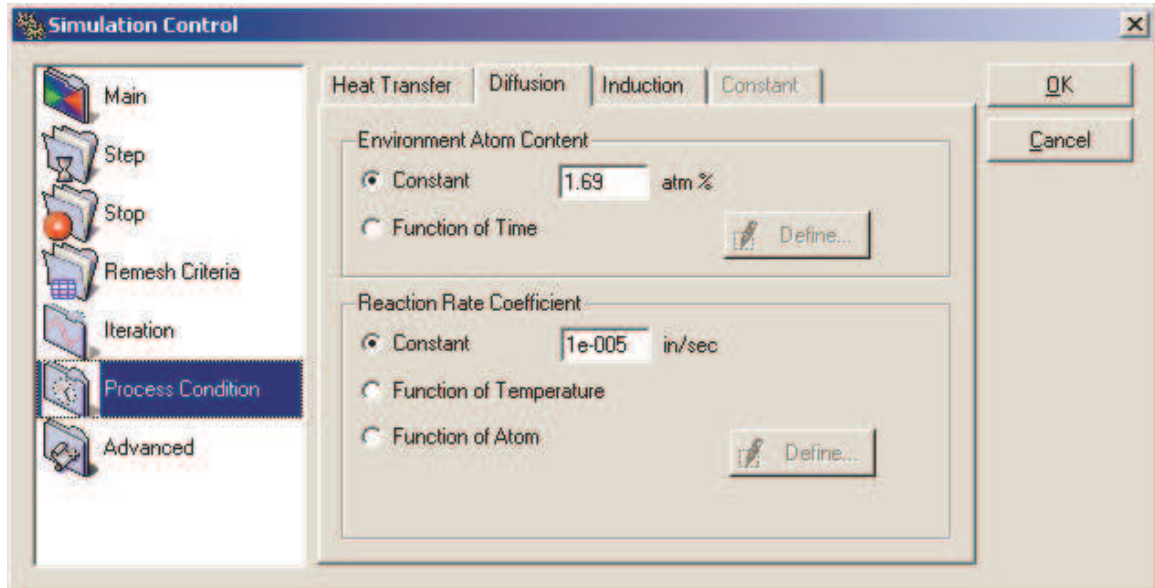 Simulation Control
Main
Step
Stop
Remesh Criteria
Iteration
Process Condition
Advanced
Heat Transfer Diffusion Induction Constant
Environment Atom Content
Constant 1.69 atm %
Function of Time Define...
Reaction Rate Coefficient
Constant 1e-005 in/sec
Function of Temperature
Function of Atom Define...
OK
Cancel